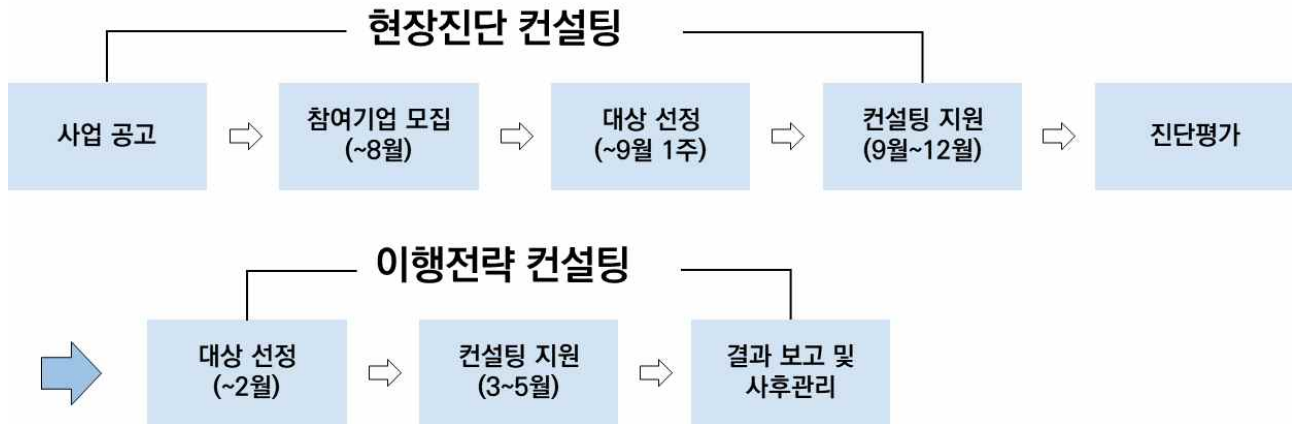 현장진단 컨설팅
사업 공고
참여기업 모집
(~8월)
대상 선정
(~9월 1주)
컨설팅 지원
(9월~12월)
진단평가
이행전략 컨설팅
대상 선정
(~2월)
컨설팅 지원
(3~5월)
결과 보고 및
사후관리